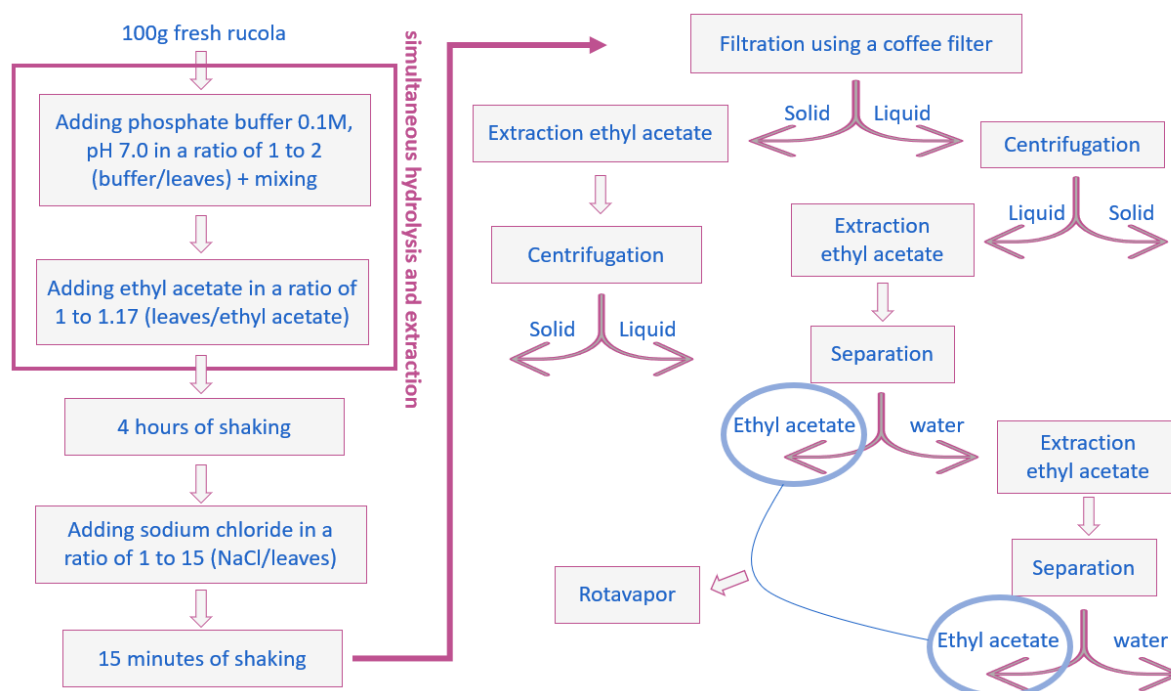 100g fresh rucola
Adding phosphate buffer 0.1M,
pH 7.0 in a ratio of 1 to 2
(buffer/leaves) + mixing
Adding ethyl acetate in a ratio of
1 to 1.17 (leaves/ethyl acetate)
simultaneous hydrolysis and extraction
4 hours of shaking
Adding sodium chloride in a
ratio of 1 to 15 (NaCl/leaves)
15 minutes of shaking
Filtration using a coffee filter
Solid
Liquid
Extraction ethyl acetate
Centrifugation
Solid
Liquid
Centrifugation
Liquid
Solid
Extraction
ethyl acetate
Separation
Ethyl acetate
water
Extraction
ethyl acetate
Separation
Ethyl acetate
water
Rotavapor